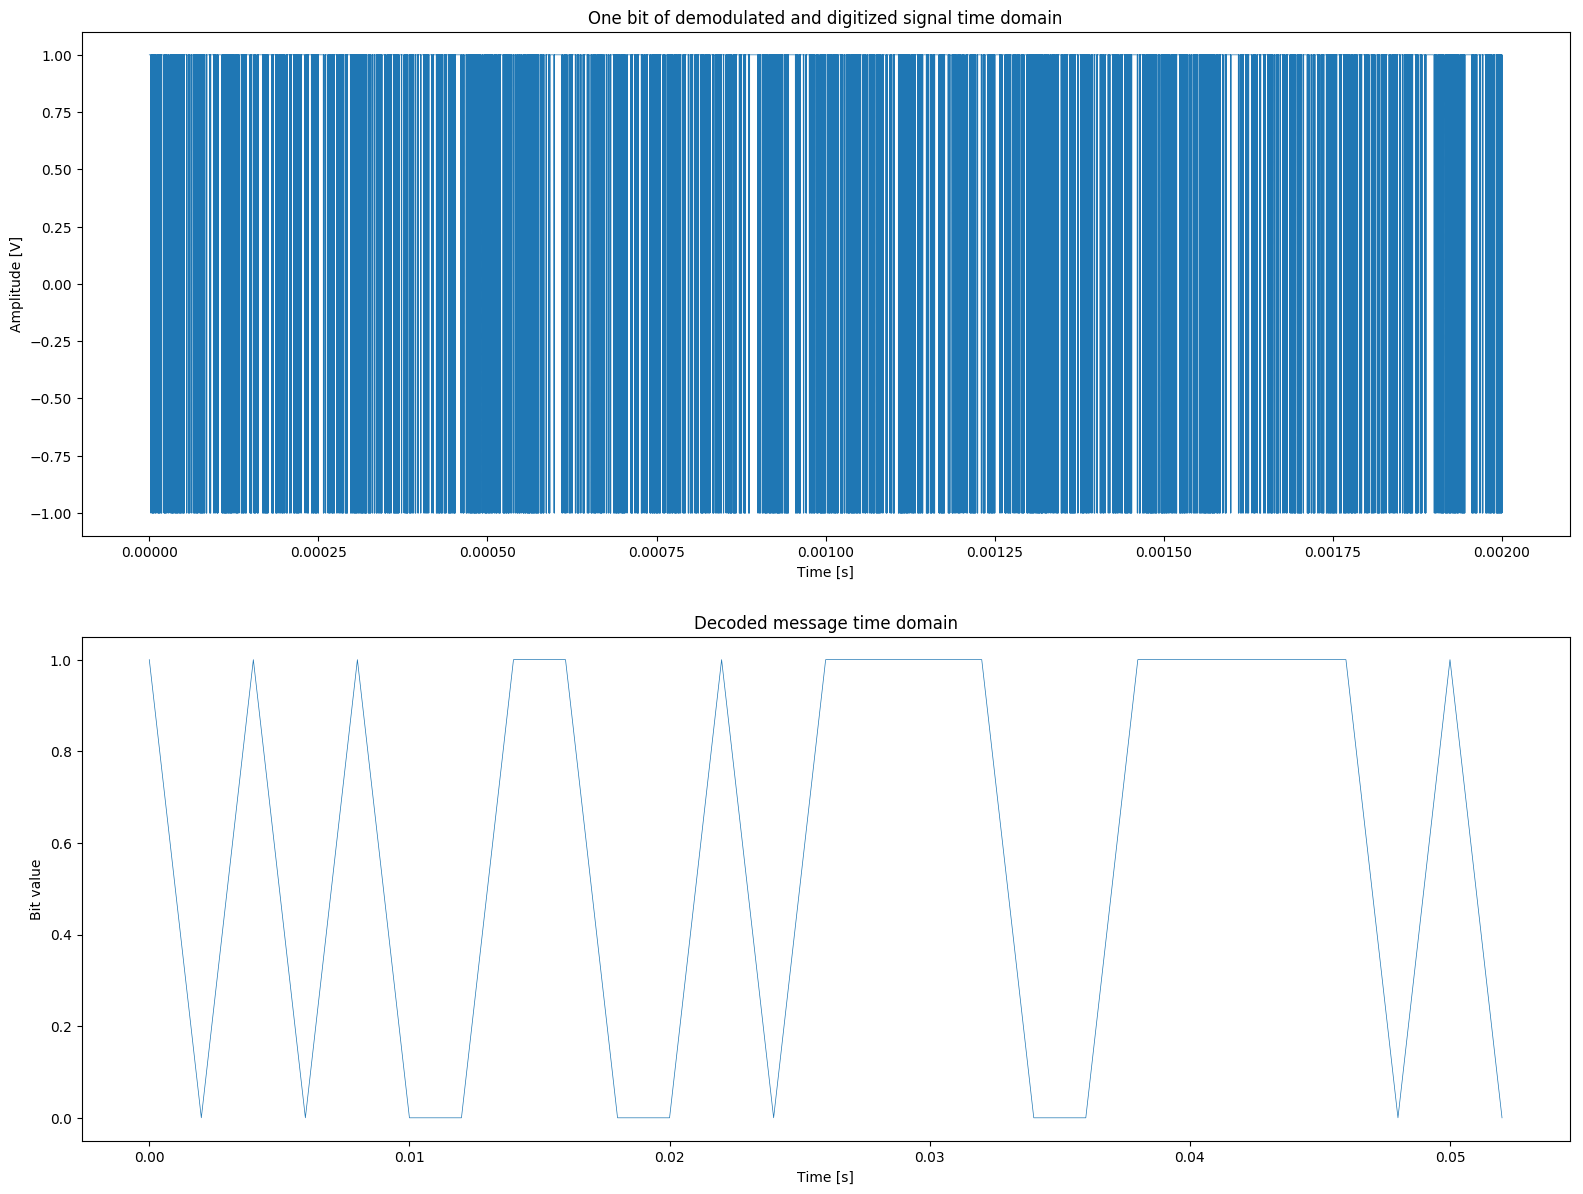 One bit of demodulated and digitized signal time domain
1.00
0.75
0.50
0.25
0.00
−0.25
−0.50
−0.75
−1.00
Amplitude [V]
0.00000 0.00025 0.00050 0.00075 0.00100 0.00125 0.00150 0.00175 0.00200
Time [s]
Decoded message time domain
1.0
0.8
0.6
0.4
0.2
0.0
Bit value
0.00 0.01 0.02 0.03 0.04 0.05
Time [s]